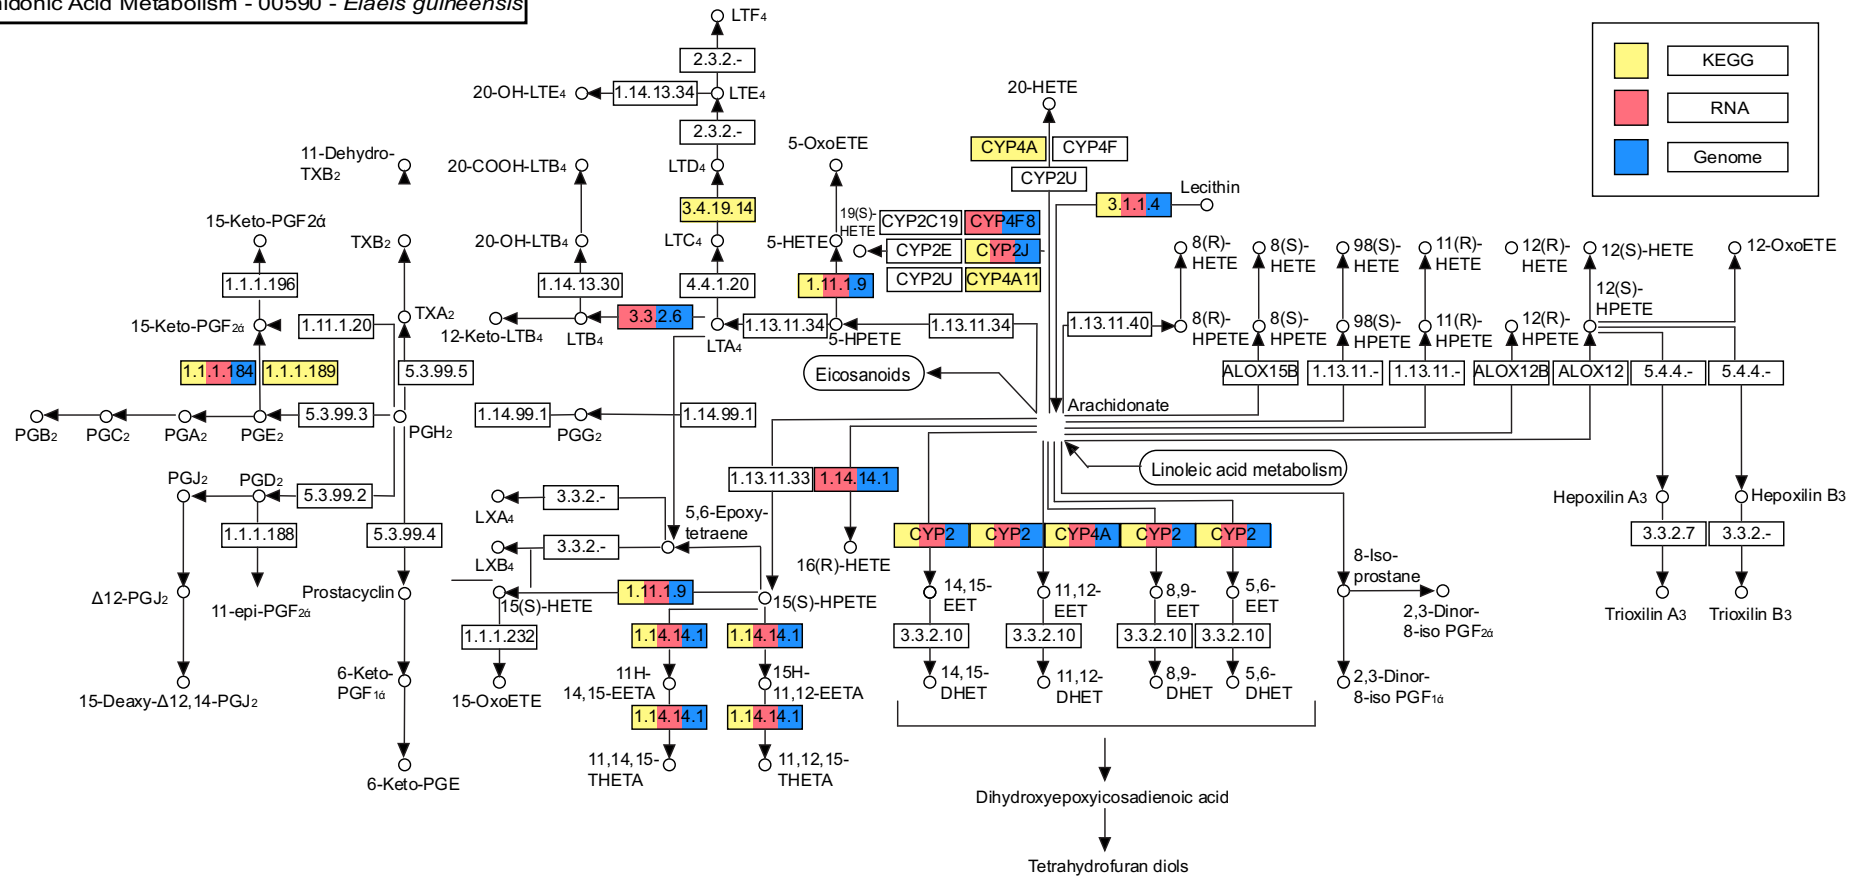 Acid Metabolism - 00590 - Elaeis guineensis
KEGG
RNA
Genome
LTF4
2.3.2.-
20-OH-LTE4
1.14.13.34
LTE4
2.3.2.-
20-HETE
CYP4A
CYP4F
CYP2U
11-Dehydro-
TXB2
20-COOH-LTB4
LTD4
5-OxoETE
3.4.19.14
3.1.1.4
Lecithin
15-Keto-PGF2ά
TXB2
20-OH-LTB4
LTC4
5-HETE
19(S)-
HETE
CYP2C19
CYP4F8
CYP2E
CYP2J
CYP2U
CYP4A11
8(R)-
HETE
8(S)-
HETE
98(S)-
HETE
11(R)-
HETE
12(R)-
HETE
12(S)-HETE
12-OxoETE
1.1.1.196
1.14.13.30
4.4.1.20
1.11.1.9
12(S)-
HPETE
15-Keto-PGF2ά
1.11.1.20
TXA2
12-Keto-LTB4
LTB4
3.3.2.6
LTA4
1.13.11.34
5-HPETE
1.13.11.34
1.13.11.40
8(R)-
HPETE
8(S)-
HPETE
98(S)-
HPETE
11(R)-
HPETE
12(R)-
HPETE
1.1.1.184
1.1.1.189
5.3.99.5
Eicosanoids
ALOX15B
1.13.11.-
1.13.11.-
ALOX12B
ALOX12
5.4.4.-
5.4.4.-
Arachidonate
PGB2
PGC2
PGA2
PGE2
5.3.99.3
PGH2
1.14.99.1
PGG2
1.14.99.1
Linoleic acid metabolism
PGJ2
PGD2
5.3.99.2
1.13.11.33
1.14.14.1
LXA4
3.3.2.-
5,6-Epoxy-
tetraene
Hepoxilin A3
Hepoxilin B3
1.1.1.188
5.3.99.4
LXB4
3.3.2.-
16(R)-HETE
CYP2
CYP2
CYP4A
CYP2
CYP2
3.3.2.7
3.3.2.-
8-Iso-
prostane
Δ12-PGJ2
11-epi-PGF2ά
Prostacyclin
15(S)-HETE
1.11.1.9
15(S)-HPETE
14,15-
EET
11,12-
EET
8,9-
EET
5,6-
EET
2,3-Dinor-
8-iso PGF2ά
Trioxilin A3
Trioxilin B3
1.1.1.232
1.14.14.1
1.14.14.1
3.3.2.10
3.3.2.10
3.3.2.10
3.3.2.10
15-Deaxy-Δ12,14-PGJ2
6-Keto-
PGF1ά
15-OxoETE
11H-
14,15-EETA
15H-
11,12-EETA
14,15-
DHET
11,12-
DHET
8,9-
DHET
5,6-
DHET
2,3-Dinor-
8-iso PGF1ά
1.14.14.1
1.14.14.1
6-Keto-PGE
11,14,15-
THETA
11,12,15-
THETA
Dihydroxyepoxyicosadienoic acid
Tetrahydrofuran diols